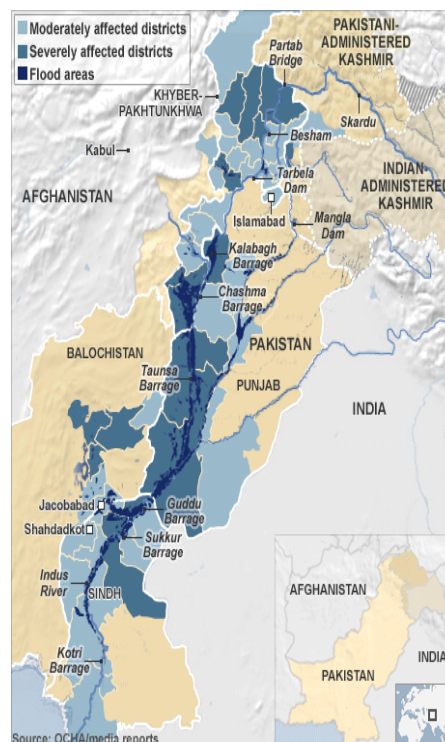 Moderately affected districts
Severely affected districts
Flood areas
PAKISTANI-
ADMINISTERED
KASHMIR
Partab
Bridge
KHYBER-
PAKHTUNKHWA
Skardu
Besham
Kabul
Tarbela
Dam
INDIAN-
ADMINISTERED
KASHMIR
AFGHANISTAN
Islamabad
Mangla
Dam
Kalabagh
Barrage
Chashma
Barrage
PAKISTAN
BALOCHISTAN
Taunsa
Barrage
PUNJAB
INDIA
Jacobabad
Guddu
Barrage
Shahdadkot
Sukkur
Barrage
Indus
River
SINDH
AFGHANISTAN
Kotri
Barrage
INDIA
PAKISTAN
Source: OCHA/media reports